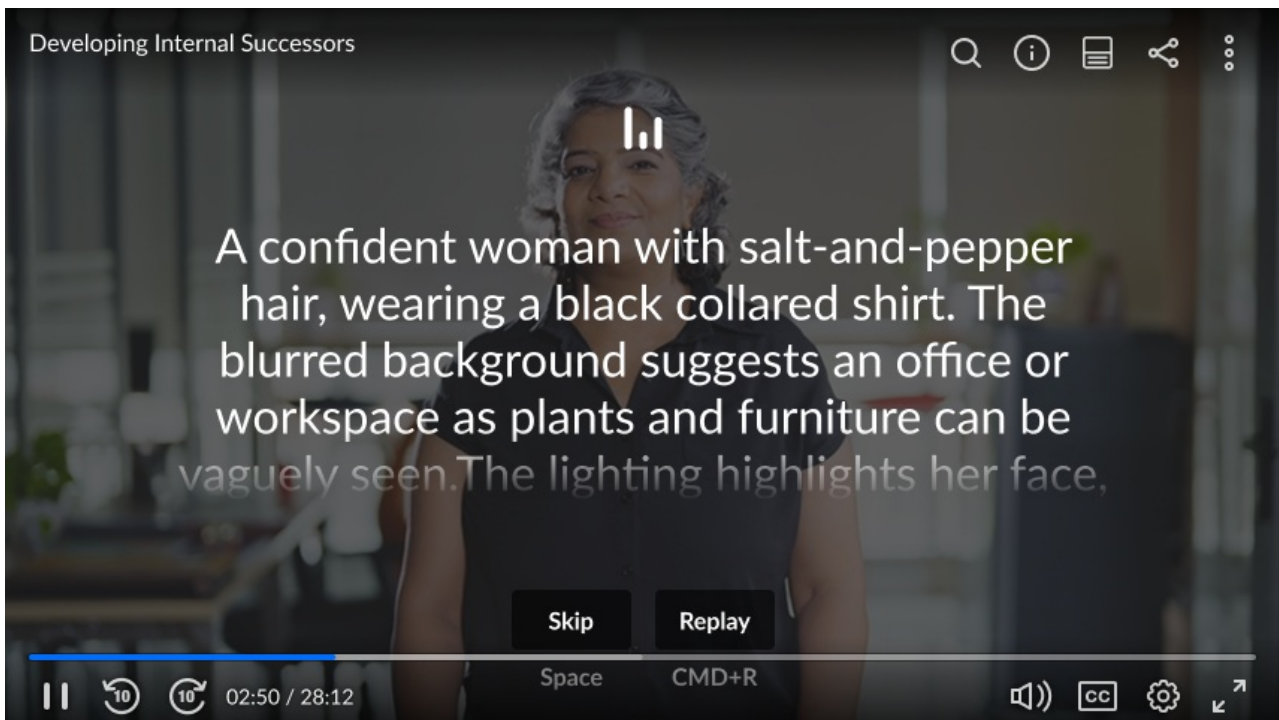 Developing Internal Successors
A confident woman with salt-and-pepper
hair, wearing a black collared shirt. The
blurred background suggests an office or
workspace as plants and furniture can be
vaguely seen.The lighting highlights her face,
Skip
Replay
Space
CMD+R
10
10
02:50 / 28:12
CC